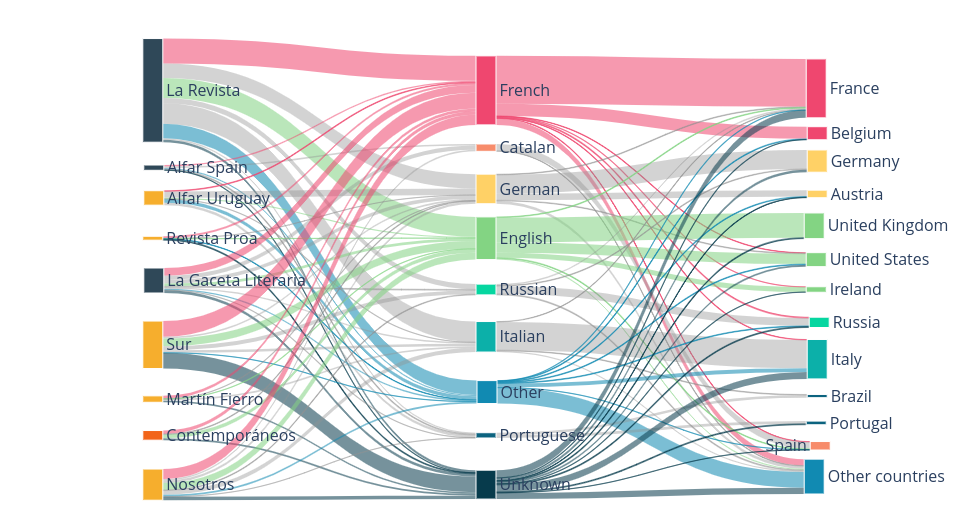 La Revista
Alfar Spain
Alfar Uruguay
Revista Proa
La Gaceta Literaria
Sur
Martín Fierro
Contemporáneos
Nosotros
French
Catalan
German
English
Russian
Italian
Other
Portuguese
Unknown
France
Belgium
Germany
Austria
United Kingdom
United States
Ireland
Russia
Italy
Brazil
Portugal
Spain
Other countries